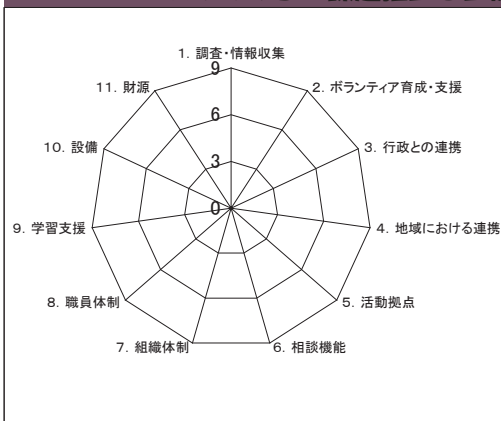 1. 調査・情報収集
2. ボランティア育成・支援
3. 行政との連携
4. 地域における連携
5. 活動拠点
6. 相談機能
7. 組織体制
8. 職員体制
9. 学習支援
10. 設備
11. 財源
9
6
3
0